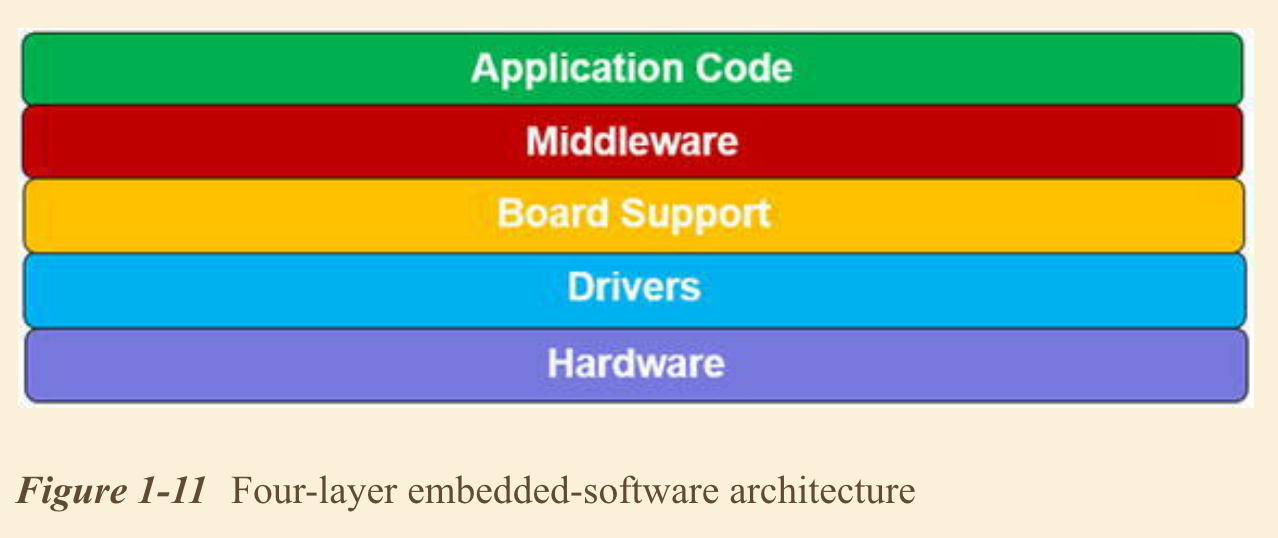 Application Code
Middleware
Board Support
Drivers
Hardware
Figure 1-11 Four-layer embedded-software architecture